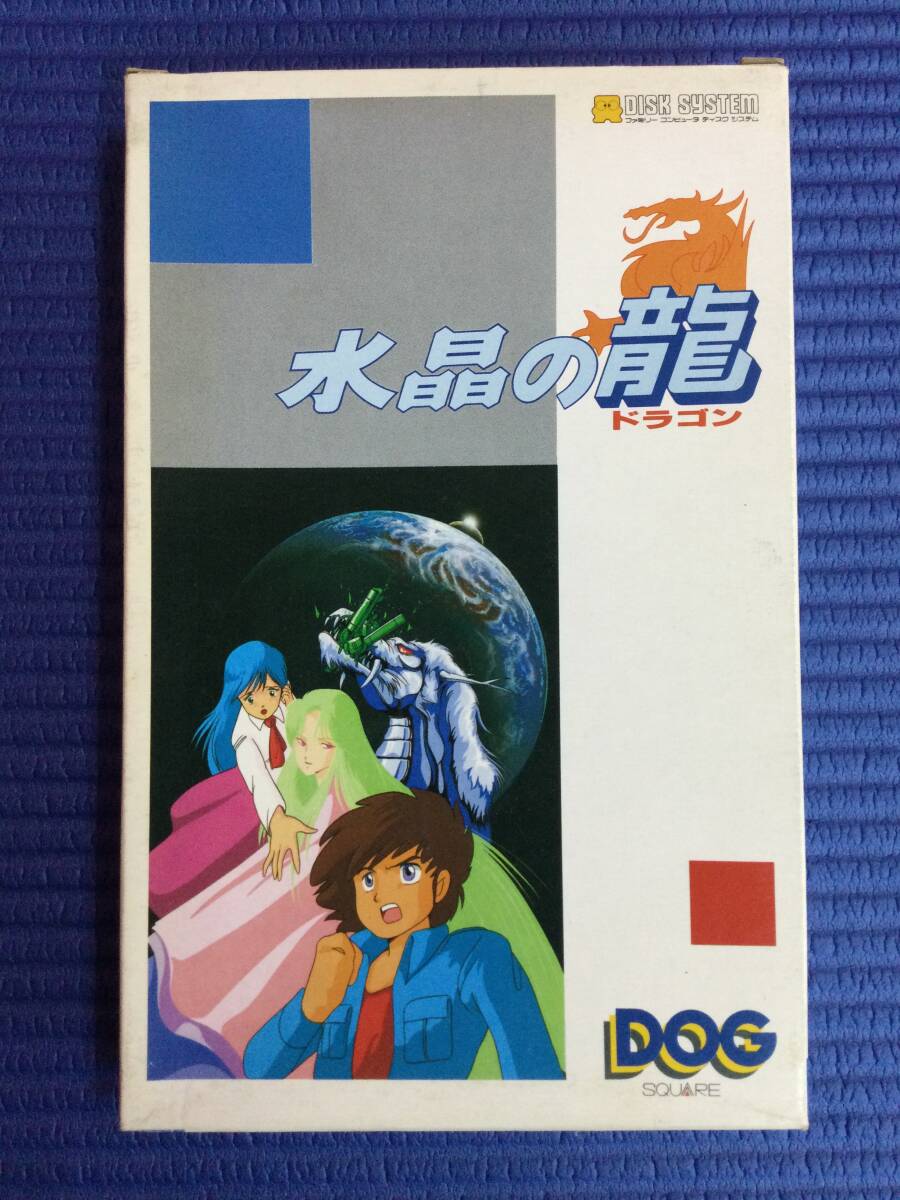 DISK SYSTEM
ファミリー コンピュータ ディスク システム
水晶の龍
ドラゴン
DOG
SQUARE